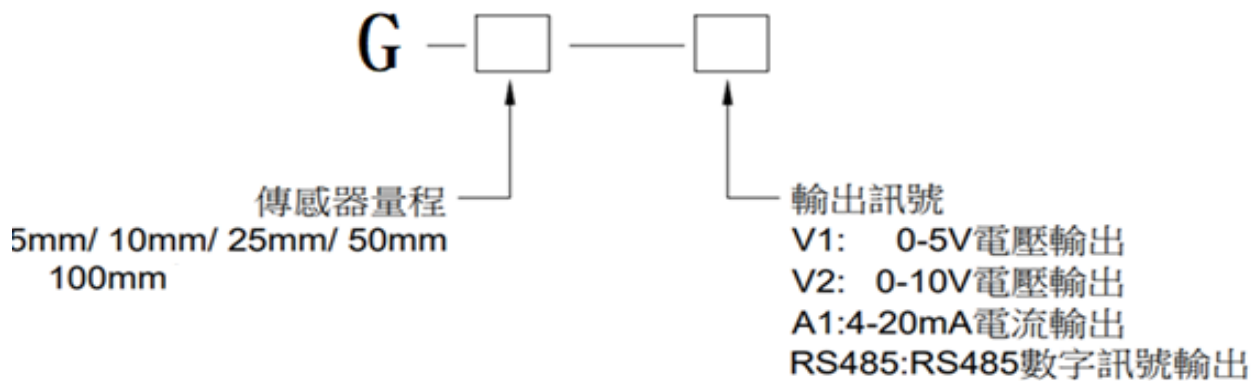 G
傳感器量程
5mm/ 10mm/ 25mm/ 50mm
100mm
輸出訊號
V1: 0-5V電壓輸出
V2: 0-10V電壓輸出
A1:4-20mA電流輸出
RS485:RS485數字訊號輸出